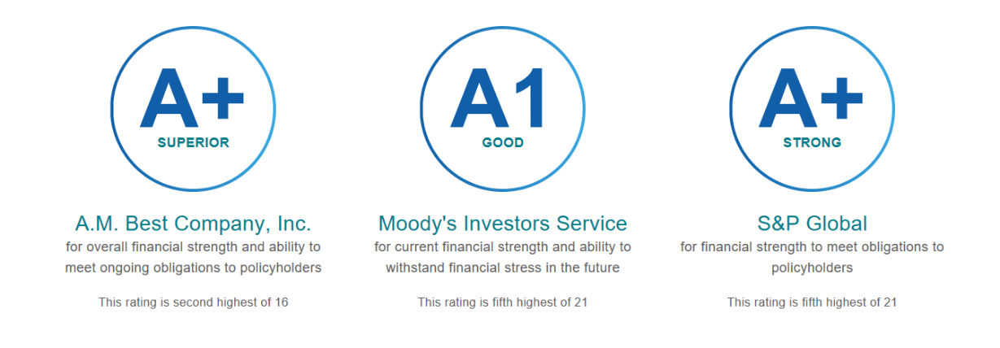 A+
SUPERIOR
A.M. Best Company, Inc.
for overall financial strength and ability to
meet ongoing obligations to policyholders
This rating is second highest of 16
A1
GOOD
Moody's Investors Service
for current financial strength and ability to
withstand financial stress in the future
This rating is fifth highest of 21
A+
STRONG
S&P Global
for financial strength to meet obligations to
policyholders
This rating is fifth highest of 21